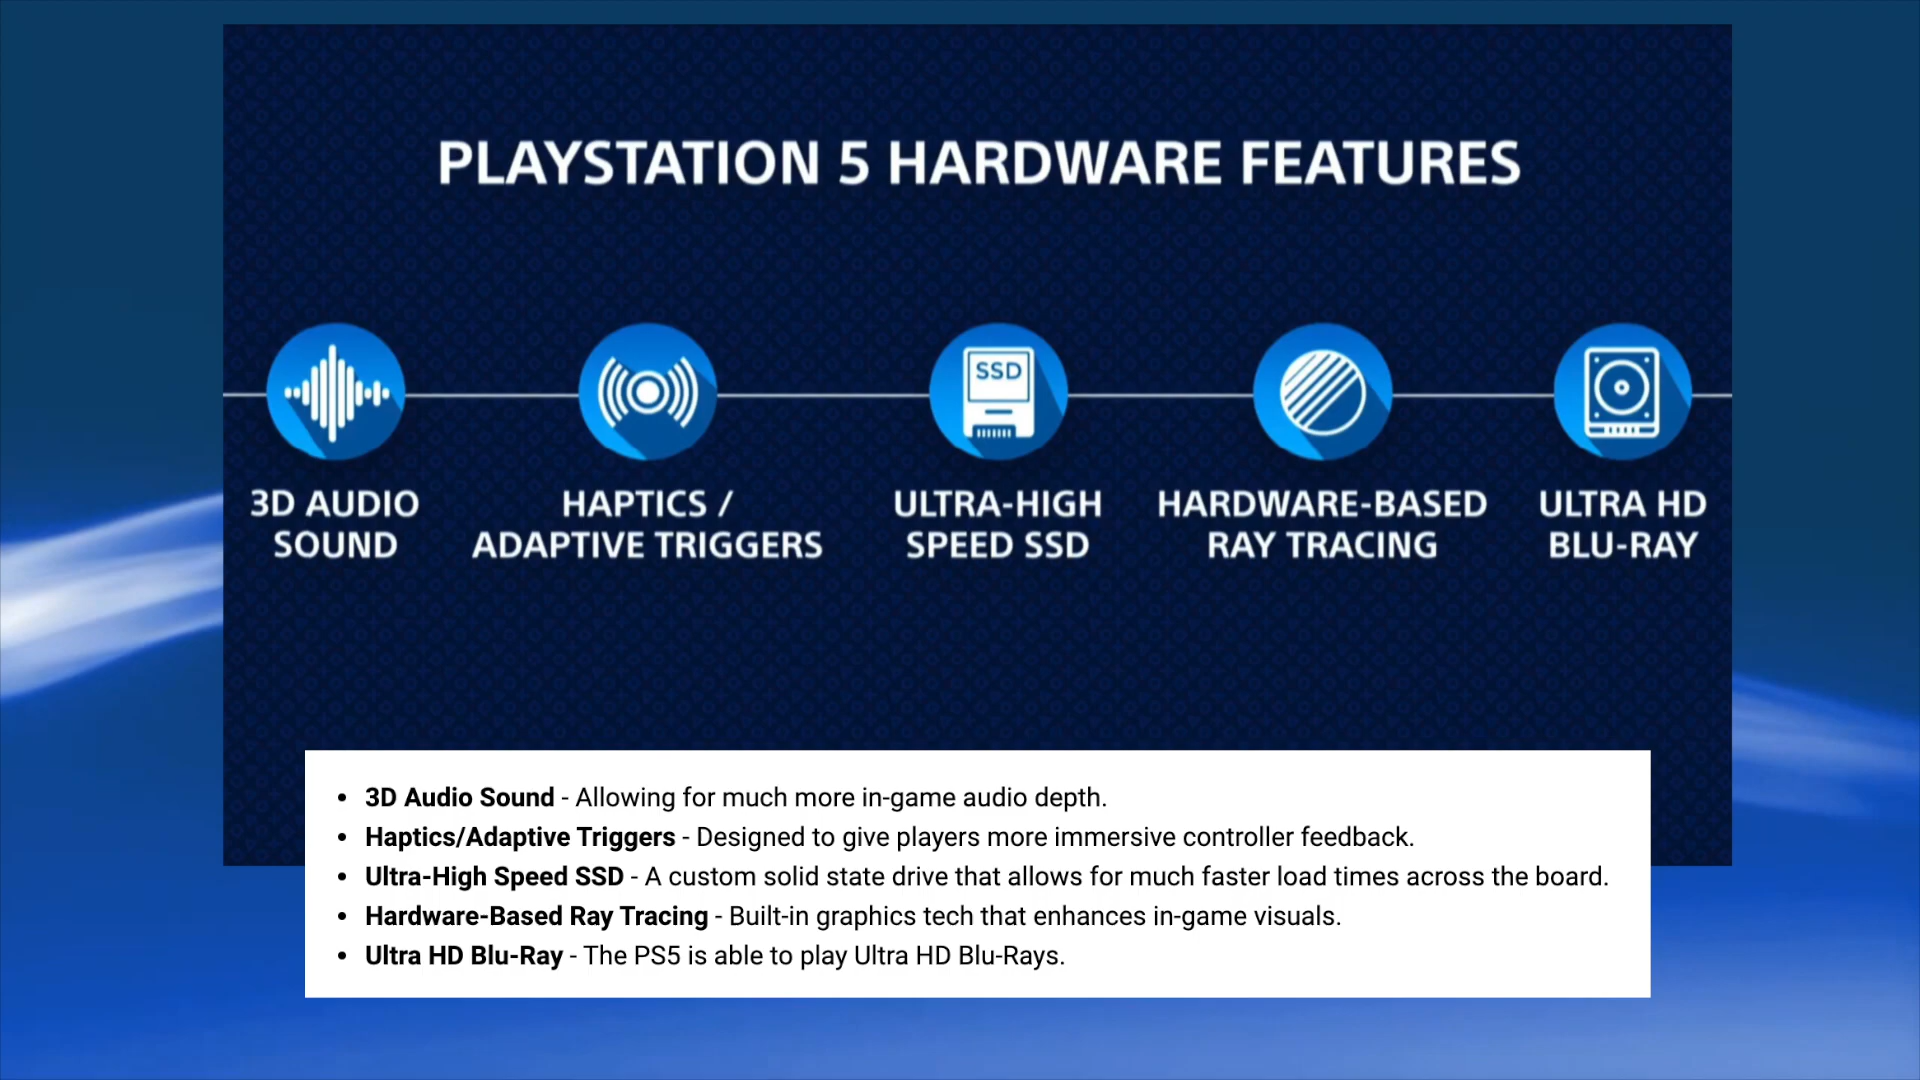 PLAYSTATION 5 HARDWARE FEATURES
SSD
3D AUDIO
SOUND
HAPTICS /
ADAPTIVE TRIGGERS
ULTRA-HIGH
SPEED SSD
HARDWARE-BASED
RAY TRACING
ULTRA HD
BLU-RAY
• 3D Audio Sound - Allowing for much more in-game audio depth.
• Haptics/Adaptive Triggers - Designed to give players more immersive controller feedback.
• Ultra-High Speed SSD - A custom solid state drive that allows for much faster load times across the board.
• Hardware-Based Ray Tracing - Built-in graphics tech that enhances in-game visuals.
• Ultra HD Blu-Ray - The PS5 is able to play Ultra HD Blu-Rays.